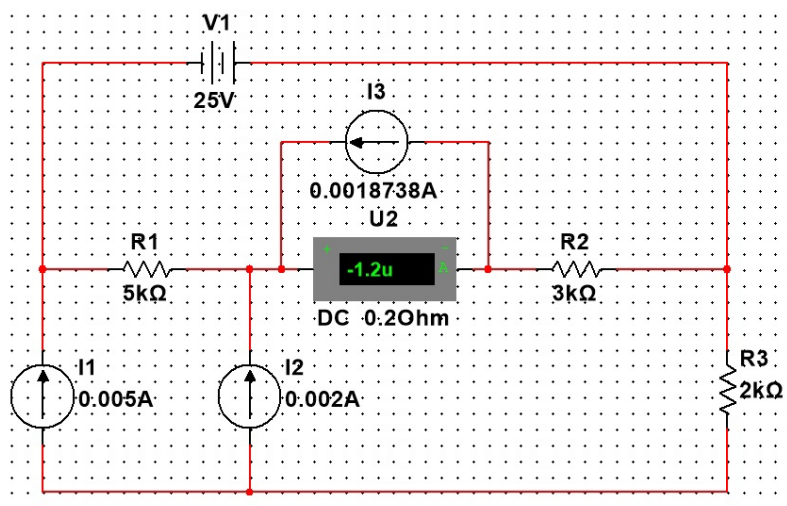 V1
25V
I3
0.0018738A
U2
+ -
-1.2u A
DC 0.2Ohm
R1
5kΩ
R2
3kΩ
I1
0.005A
I2
0.002A
R3
2kΩ